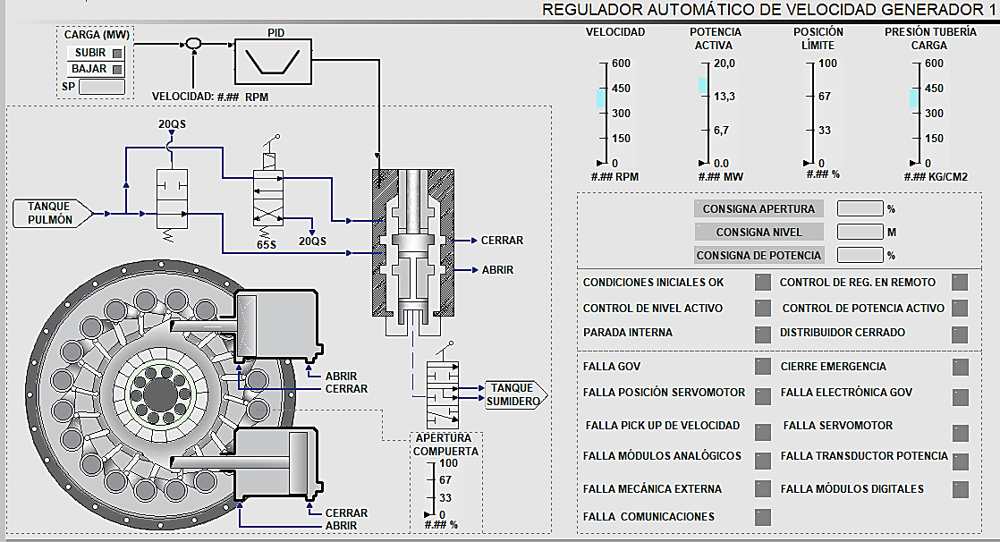 REGULADOR AUTOMÁTICO DE VELOCIDAD GENERADOR 1
CARGA (MW)
SUBIR
BAJAR
SP
PID
VELOCIDAD: #.## RPM
20QS
TANQUE
PULMÓN
65S
20QS
CERRAR
ABRIR
ABRIR
CERRAR
TANQUE
SUMIDERO
CERRAR
ABRIR
APERTURA
COMPUERTA
100
67
33
0
#.## %
VELOCIDAD
600
450
300
150
0
#.## RPM
POTENCIA
ACTIVA
20,0
13,3
6,7
0.0
#.## MW
POSICIÓN
LÍMITE
100
67
33
0
#.## %
PRESIÓN TUBERÍA
CARGA
600
450
300
150
0
#.## KG/CM2
CONSIGNA APERTURA %
CONSIGNA NIVEL M
CONSIGNA DE POTENCIA %
CONDICIONES INICIALES OK CONTROL DE REG. EN REMOTO
CONTROL DE NIVEL ACTIVO CONTROL DE POTENCIA ACTIVO
PARADA INTERNA DISTRIBUIDOR CERRADO
FALLA GOV CIERRE EMERGENCIA
FALLA POSICIÓN SERVOMOTOR FALLA ELECTRÓNICA GOV
FALLA PICK UP DE VELOCIDAD FALLA SERVOMOTOR
FALLA MÓDULOS ANALÓGICOS FALLA TRANSDUCTOR POTENCIA
FALLA MECÁNICA EXTERNA FALLA MÓDULOS DIGITALES
FALLA COMUNICACIONES